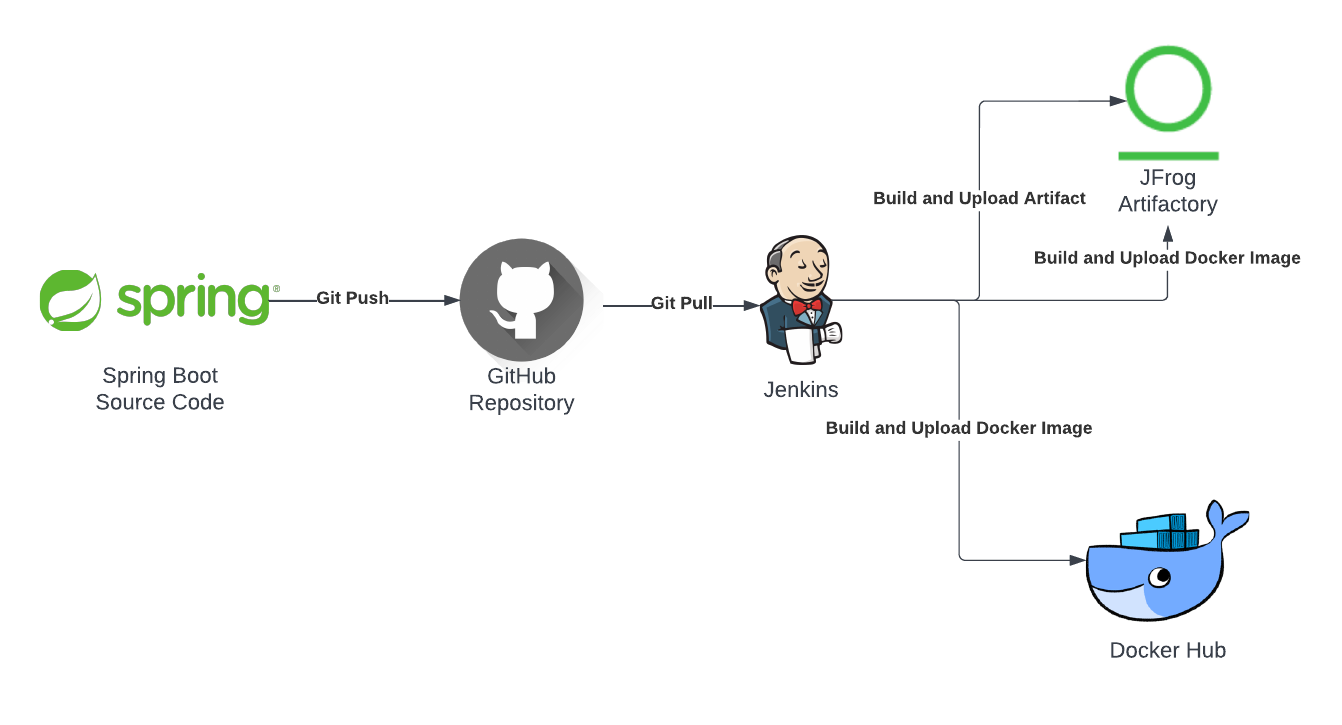 spring®
Git Push
Spring Boot
Source Code
GitHub
Repository
Git Pull
Jenkins
Build and Upload Artifact
JFrog
Artifactory
Build and Upload Docker Image
Build and Upload Docker Image
Docker Hub